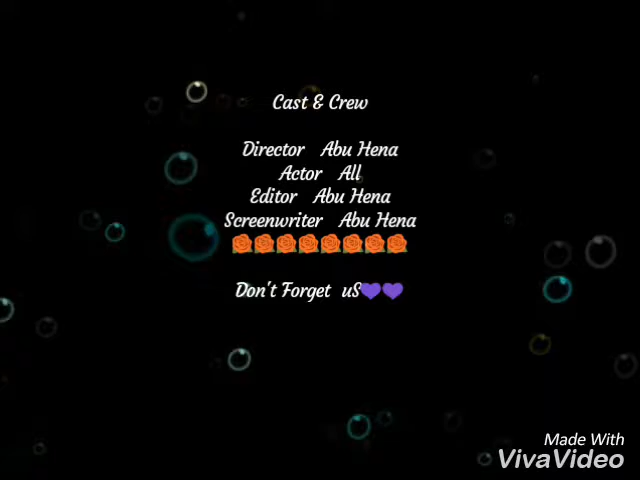 Cast & Crew
Director Abu Hena
Actor All
Editor Abu Hena
Screenwriter Abu Hena
🌹🌹🌹🌹🌹🌹🌹🌹
Don't Forget uS💜💜
Made With
VivaVideo